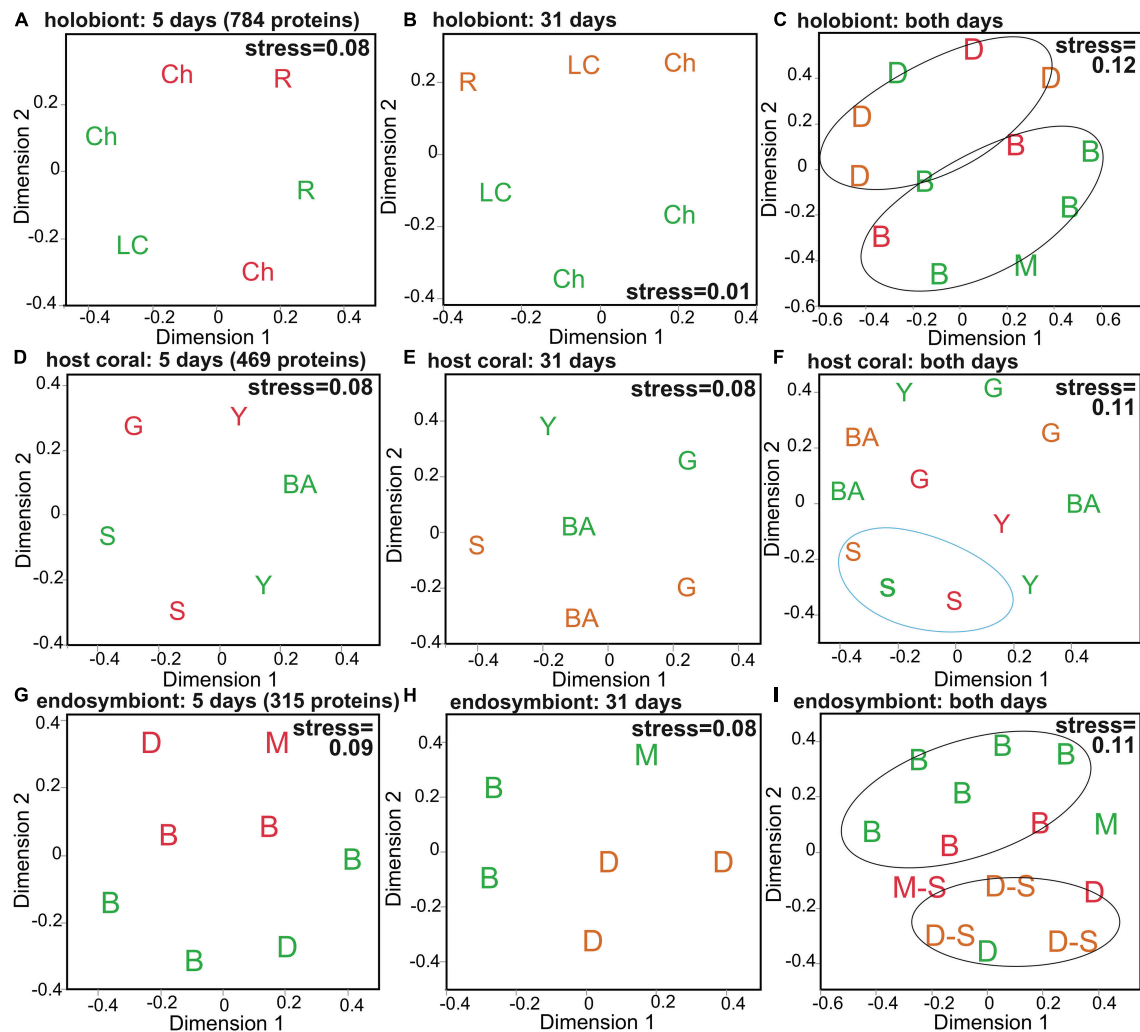 A holobiont: 5 days (784 proteins)
stress=0.08
Ch
R
Ch
R
LC
Ch
Dimension 2
0.2
0
-0.2
-0.4
-0.4 -0.2 0 0.2 0.4
Dimension 1
B holobiont: 31 days
R
LC
Ch
LC
Ch
Ch
stress=0.01
Dimension 2
0.2
0
-0.2
-0.4
-0.4 -0.2 0 0.2 0.4
Dimension 1
C holobiont: both days
stress=
0.12
D
D
D
D
D
B
B
B
B
B
B
M
Dimension 2
0.4
0.2
0
-0.2
-0.4
-0.6
-0.6 -0.4 -0.2 0 0.2 0.4 0.6
Dimension 1
D host coral: 5 days (469 proteins)
stress=0.08
G
Y
BA
S
Y
S
Dimension 2
0.4
0.2
0
-0.2
-0.4
-0.4 -0.2 0 0.2 0.4
Dimension 1
E host coral: 31 days
stress=0.08
Y
G
BA
S
G
BA
Dimension 2
0.4
0.2
0
-0.2
-0.4
-0.4 -0.2 0 0.2 0.4
Dimension 1
F host coral: both days
stress=
0.11
Y
G
BA
G
G
BA
BA
Y
S
S
S
Y
Dimension 2
0.4
0.2
0
-0.2
-0.4
-0.4 -0.2 0 0.2 0.4
Dimension 1
G endosymbiont: 5 days (315 proteins)
stress=
0.09
D
M
B
B
B
B
B
D
Dimension 2
0.4
0.2
0
-0.2
-0.4
-0.4 -0.2 0 0.2 0.4
Dimension 1
H endosymbiont: 31 days
stress=0.08
M
B
B
D
D
D
Dimension 2
0.4
0.2
0
-0.2
-0.4
-0.4 -0.2 0 0.2 0.4
Dimension 1
I endosymbiont: both days
stress=
0.11
B
B
B
B
B
B
B
M
M-S
D-S
D
D-S
D
D-S
Dimension 2
0.4
0.2
0
-0.2
-0.4
-0.6 -0.4 -0.2 0 0.2 0.4
Dimension 1